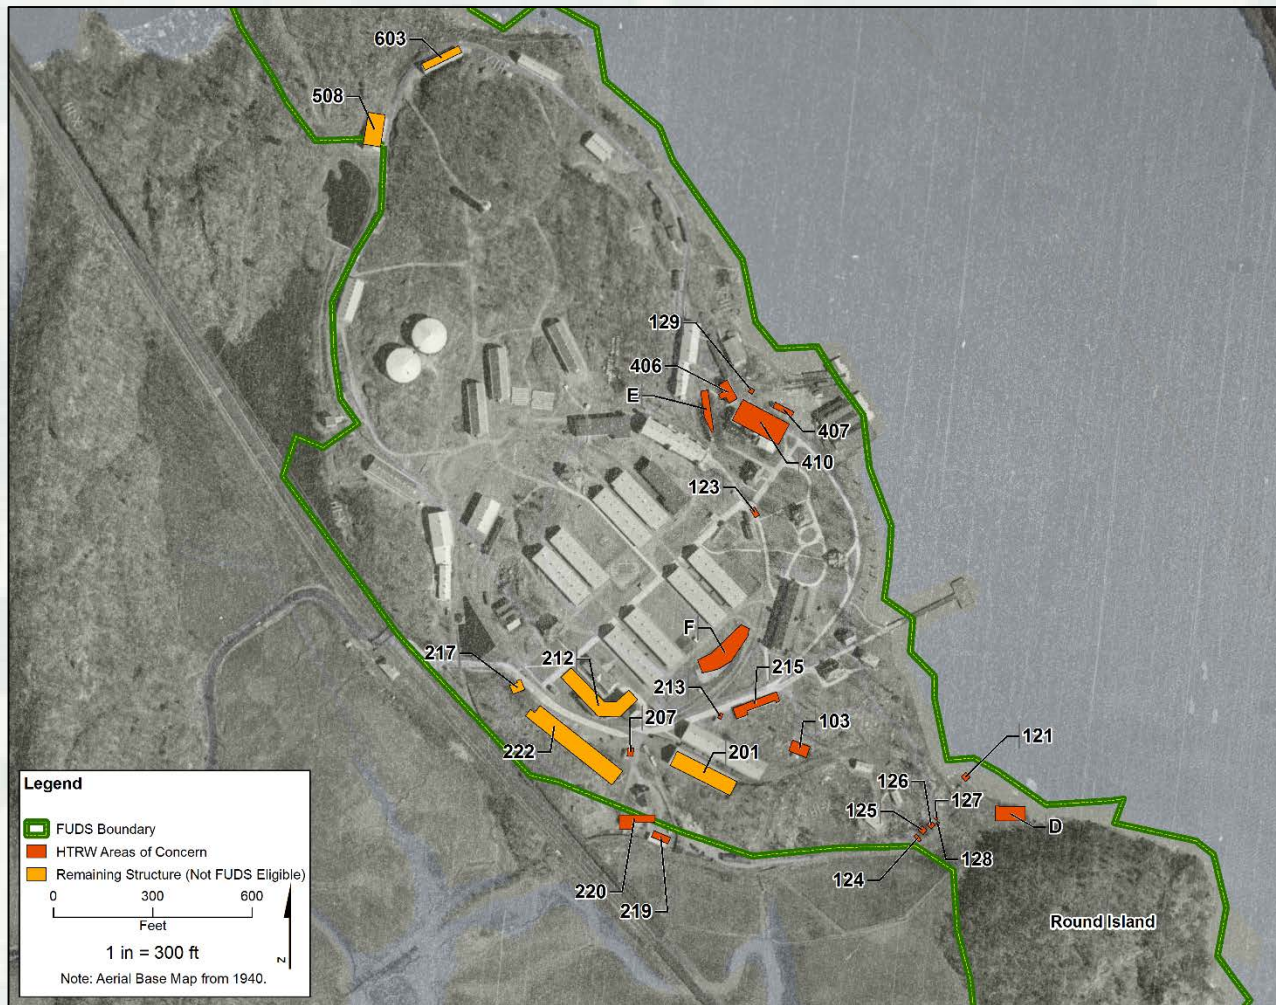 603
508
129
406
E
407
410
123
F
217
212
215
213
207
103
222
201
121
126
127
125
D
128
124
220
219
Round Island
Legend
FUDS Boundary
HTRW Areas of Concern
Remaining Structure (Not FUDS Eligible)
0 300 600
Feet
1 in = 300 ft
N
Note: Aerial Base Map from 1940.